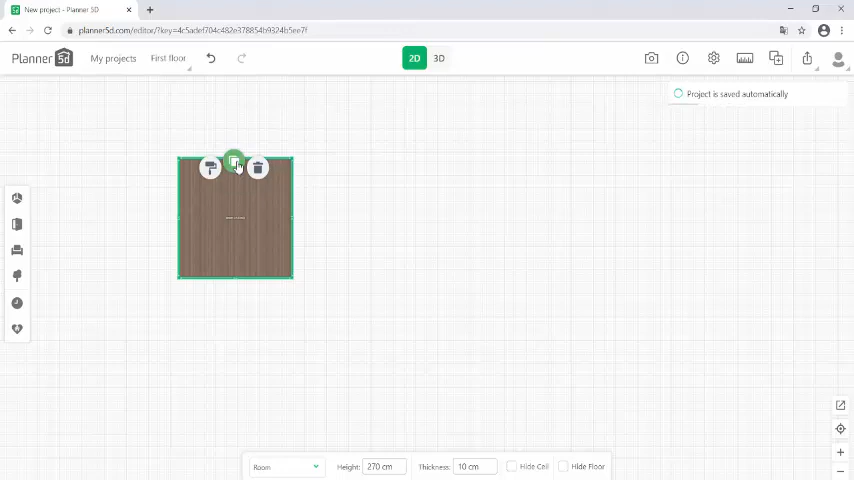 New project - Planner 5D
planner5d.com/editor/?key=4c5adef704c482e378854b9324b5ee7f
Planner 5d My projects First floor 2D 3D
Project is saved automatically
Room Height: 270 cm Thickness: 10 cm Hide Ceil Hide Floor